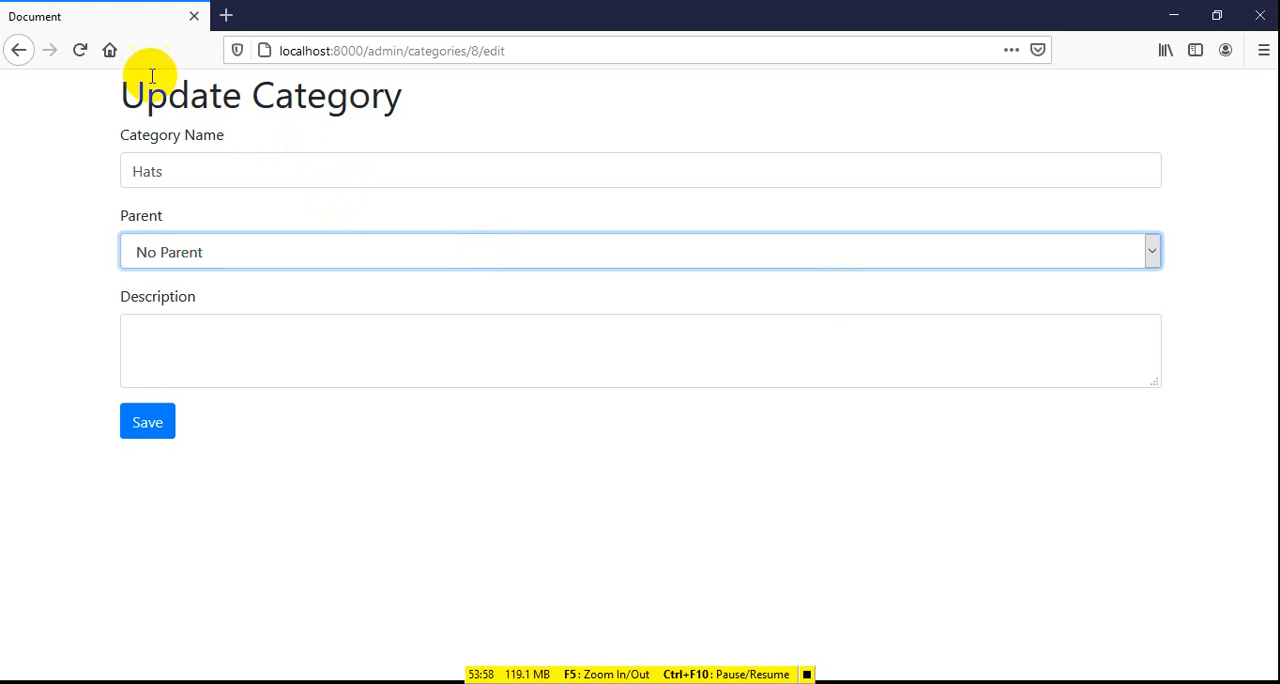 Document
localhost:8000/admin/categories/8/edit
Update Category
Category Name
Hats
Parent
No Parent
Description
Save
53:58 119.1 MB F5: Zoom In/Out Ctrl+F10: Pause/Resume